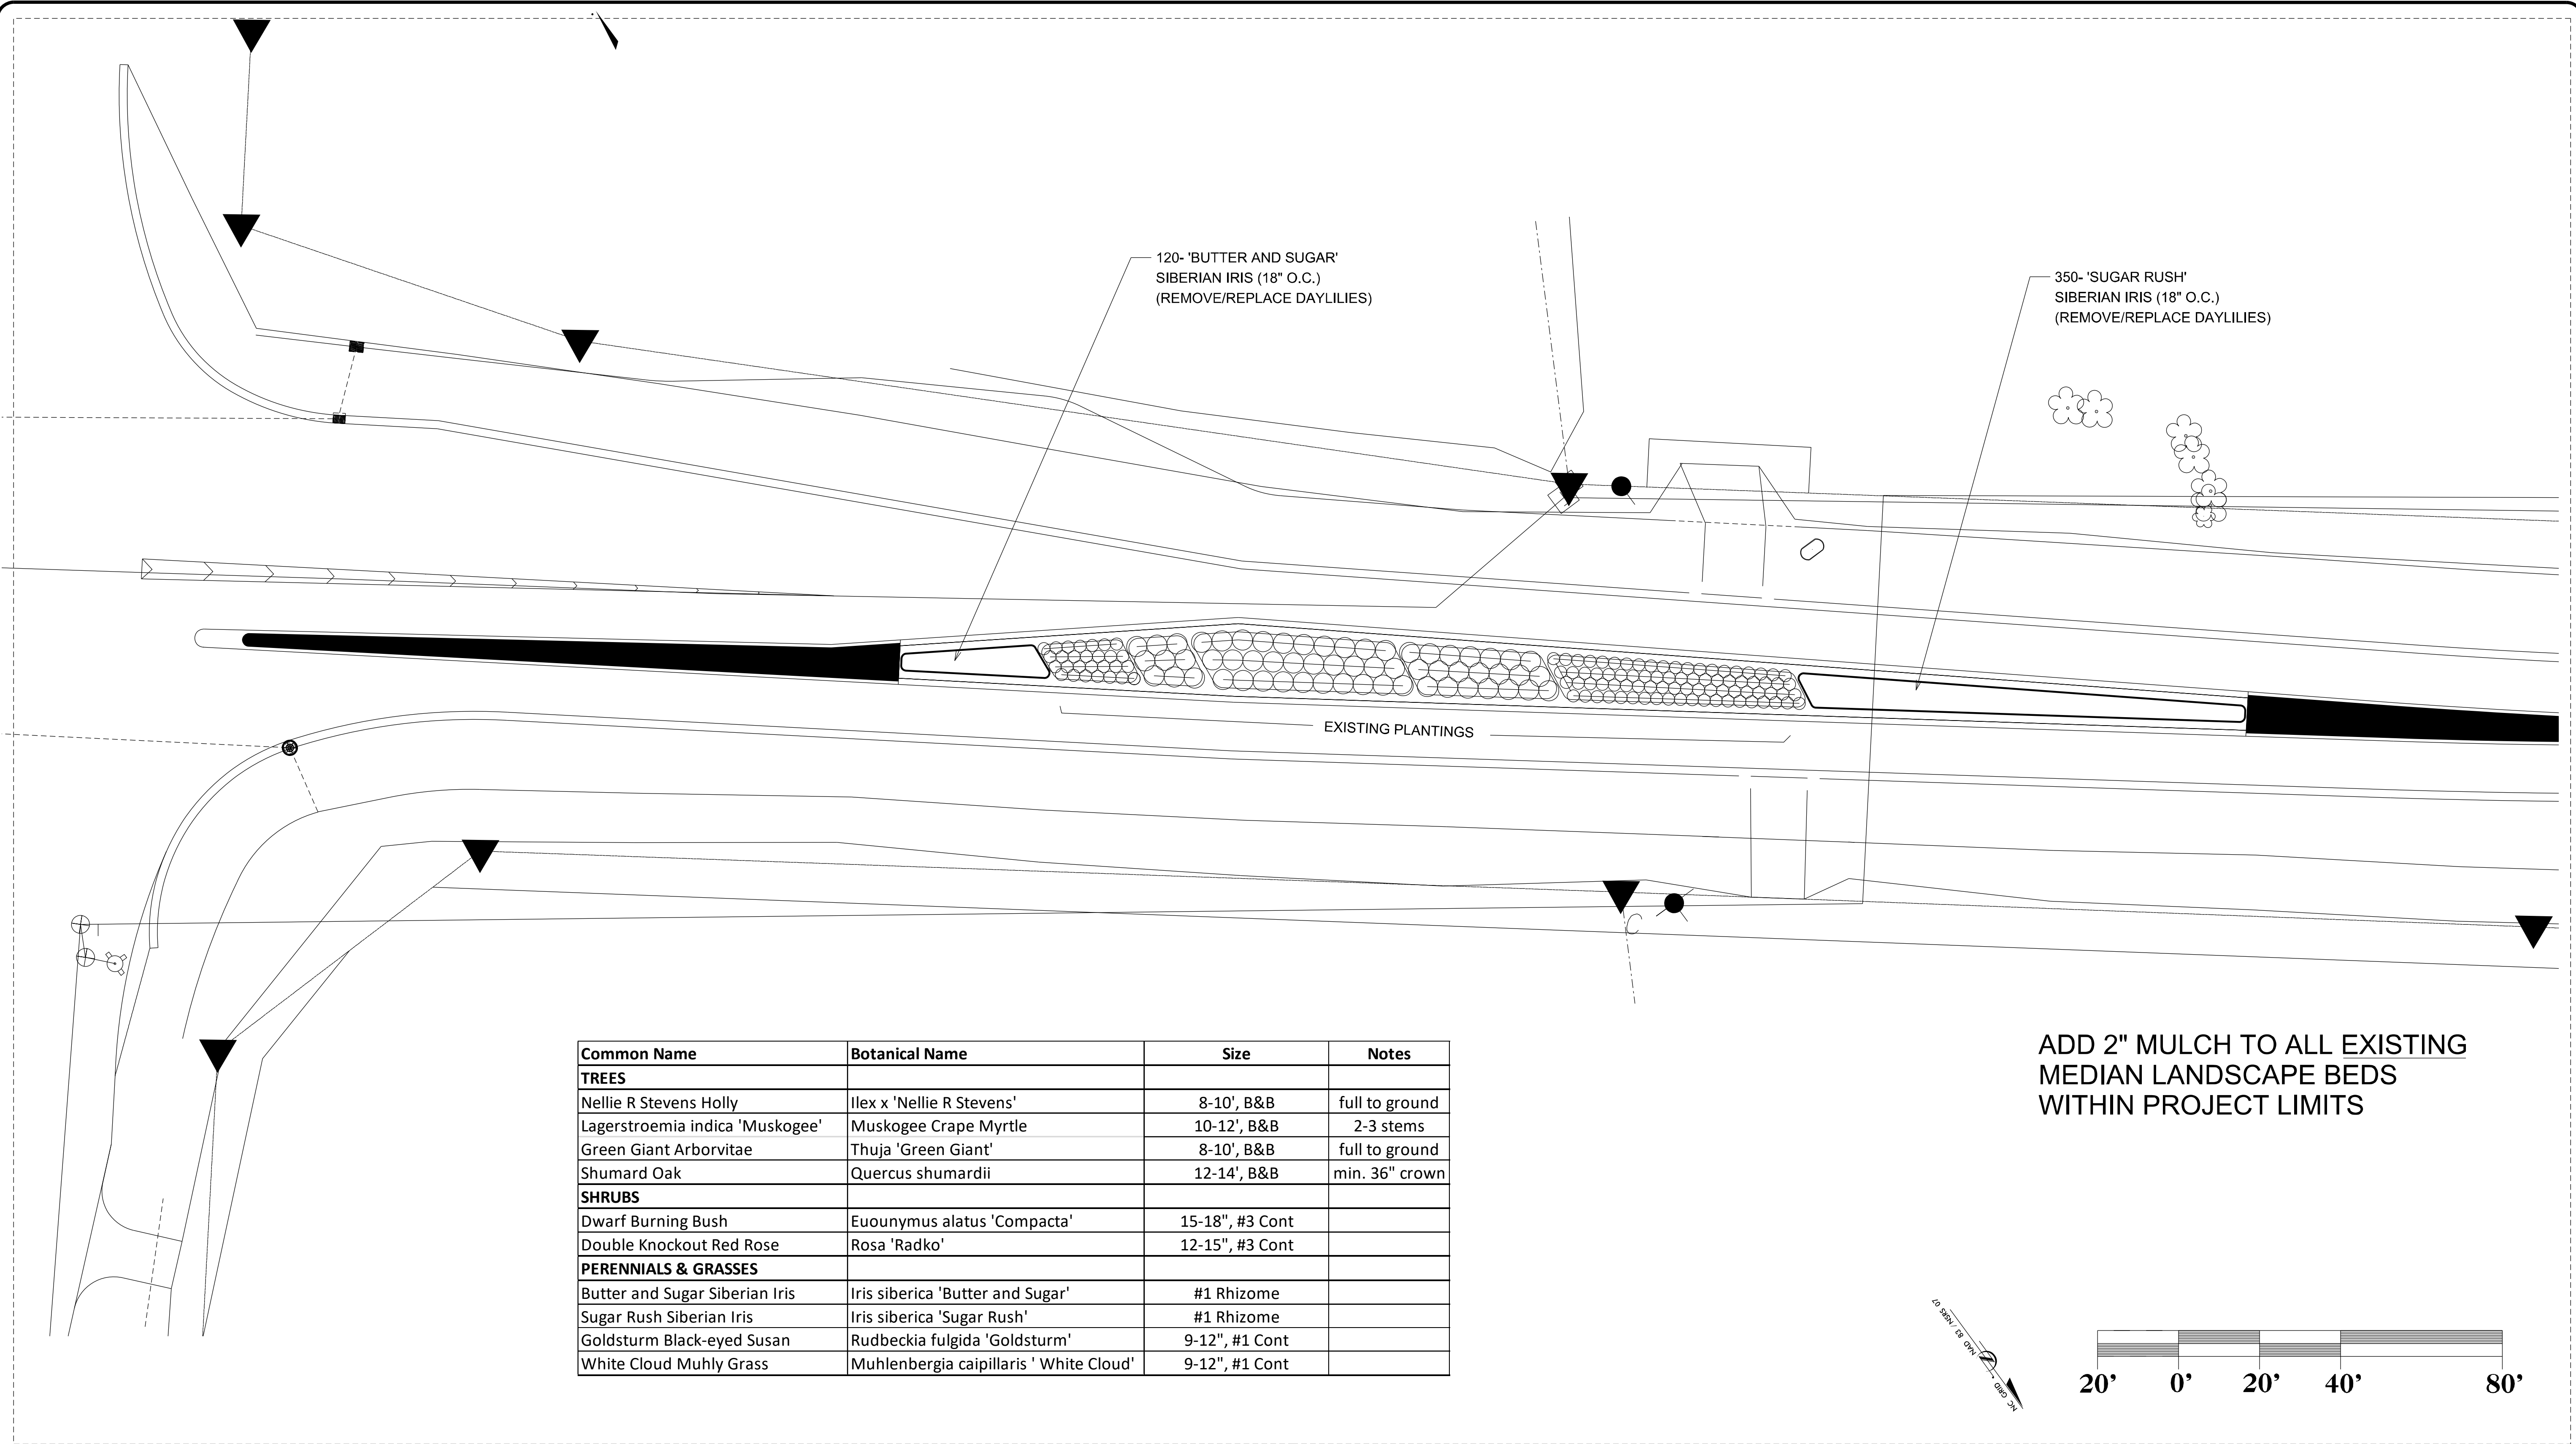 120- 'BUTTER AND SUGAR'
SIBERIAN IRIS (18" O.C.)
(REMOVE/REPLACE DAYLILIES)
350- 'SUGAR RUSH'
SIBERIAN IRIS (18" O.C.)
(REMOVE/REPLACE DAYLILIES)
EXISTING PLANTINGS
C
Common Name Botanical Name Size Notes
TREES
Nellie R Stevens Holly Ilex x 'Nellie R Stevens' 8-10', B&B full to ground
Lagerstroemia indica 'Muskogee' Muskogee Crape Myrtle 10-12', B&B 2-3 stems
Green Giant Arborvitae Thuja 'Green Giant' 8-10', B&B full to ground
Shumard Oak Quercus shumardii 12-14', B&B min. 36" crown
SHRUBS
Dwarf Burning Bush Euounymus alatus 'Compacta' 15-18", #3 Cont
Double Knockout Red Rose Rosa 'Radko' 12-15", #3 Cont
PERENNIALS & GRASSES
Butter and Sugar Siberian Iris Iris siberica 'Butter and Sugar' #1 Rhizome
Sugar Rush Siberian Iris Iris siberica 'Sugar Rush' #1 Rhizome
Goldsturm Black-eyed Susan Rudbeckia fulgida 'Goldsturm' 9-12", #1 Cont
White Cloud Muhly Grass Muhlenbergia caipillaris ' White Cloud' 9-12", #1 Cont
ADD 2" MULCH TO ALL EXISTING
MEDIAN LANDSCAPE BEDS
WITHIN PROJECT LIMITS
NC GRID
NAD 83 / NSRS 07
20' 0' 20' 40' 80'